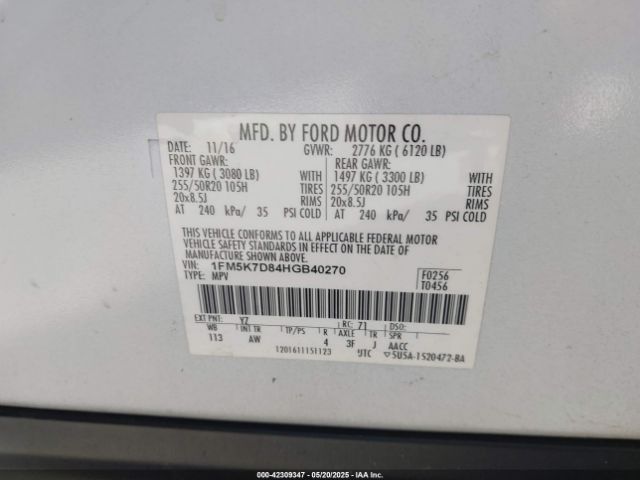 MFD. BY FORD MOTOR CO.
DATE: 11/16 GVWR: 2776 KG ( 6120 LB)
FRONT GAWR: REAR GAWR:
1397 KG ( 3080 LB) WITH 1497 KG ( 3300 LB) WITH
255/50R20 105H TIRES 255/50R20 105H TIRES
20x8.5J RIMS 20x8.5J RIMS
AT 240 kPa/ 35 PSI COLD AT 240 kPa/ 35 PSI COLD
THIS VEHICLE CONFORMS TO ALL APPLICABLE FEDERAL MOTOR
VEHICLE SAFETY STANDARDS IN EFFECT ON THE DATE OF
MANUFACTURE SHOWN ABOVE.
VIN: 1FM5K7D84HGB40270 F0256
TYPE: MPV T0456
EXT PNT: YZ RC: 71 DSO:
WB INT TR TP/PS R AXLE TR SPR
113 AW 4 3F J AACC
1201611151123 UTC ▽5U5A-1520472-BA
000-42309347 - 05/20/2025 - IAA Inc.